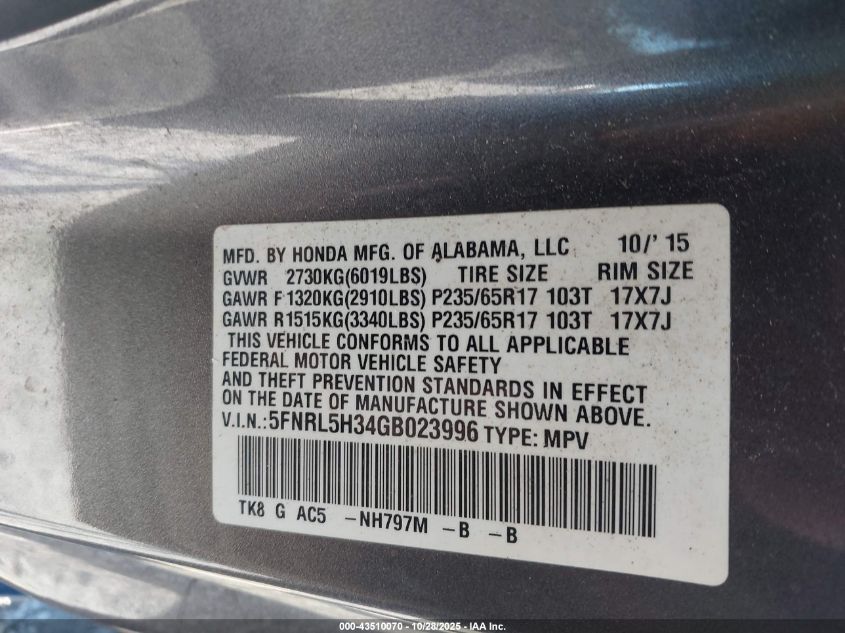 MFD. BY HONDA MFG. OF ALABAMA, LLC 10/' 15
GVWR 2730KG(6019LBS) TIRE SIZE RIM SIZE
GAWR F1320KG(2910LBS) P235/65R17 103T 17X7J
GAWR R1515KG(3340LBS) P235/65R17 103T 17X7J
THIS VEHICLE CONFORMS TO ALL APPLICABLE
FEDERAL MOTOR VEHICLE SAFETY
AND THEFT PREVENTION STANDARDS IN EFFECT
ON THE DATE OF MANUFACTURE SHOWN ABOVE.
V.I.N.:5FNRL5H34GB023996 TYPE: MPV
TK8 G AC5 -NH797M -B -B
000-43510070 - 10/28/2025 - IAA Inc.